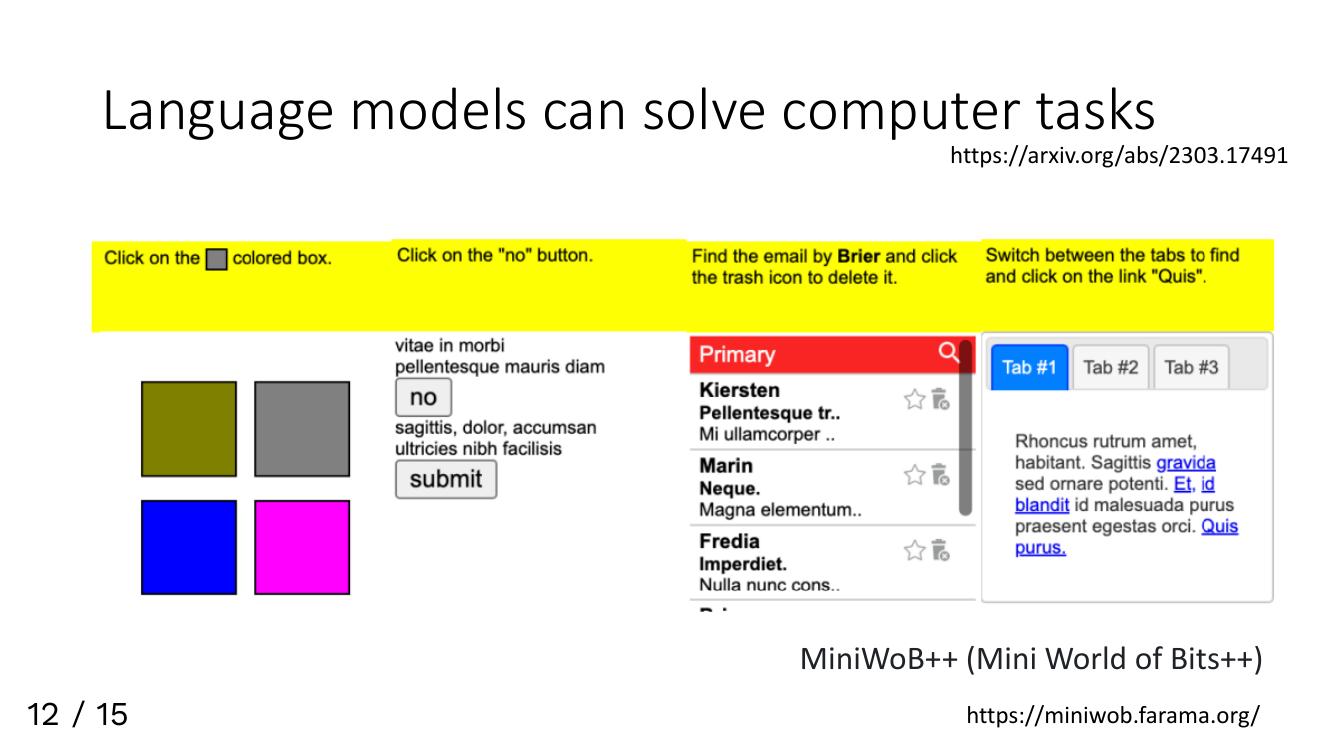 Language models can solve computer tasks
https://arxiv.org/abs/2303.17491
Click on the colored box.
Click on the "no" button.
vitae in morbi
pellentesque mauris diam
no
sagittis, dolor, accumsan
ultricies nibh facilisis
submit
Find the email by Brier and click
the trash icon to delete it.
Primary
Kiersten
Pellentesque tr..
Mi ullamcorper ..
Marin
Neque.
Magna elementum..
Fredia
Imperdiet.
Nulla nunc cons..
Switch between the tabs to find
and click on the link "Quis".
Tab #1 Tab #2 Tab #3
Rhoncus rutrum amet,
habitant. Sagittis gravida
sed ornare potenti. Et, id
blandit id malesuada purus
praesent egestas orci. Quis
purus.
MiniWoB++ (Mini World of Bits++)
12 / 15
https://miniwob.farama.org/